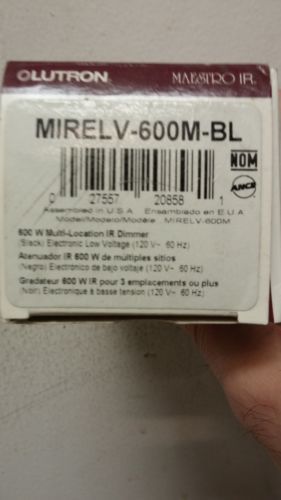 LUTRON. MAESTRO IR.
MIRELV-600M-BL
NOM
ANCE
0 27557 20858 1
Assembled in U.S.A. Ensamblado en E.U.A
Model/Modelo/Modèle: MIRELV-600M
600 W Multi-Location IR Dimmer
(Black) Electronic Low Voltage (120 V~ 60 Hz)
Atenuador IR 600 W de multiples sitios
(Negro) Electrónico de bajo voltaje (120 V~ 60 Hz)
Gradateur 600 W IR pour 3 emplacements ou plus
(Noir) Électronique à basse tension (120 V~ 60 Hz)